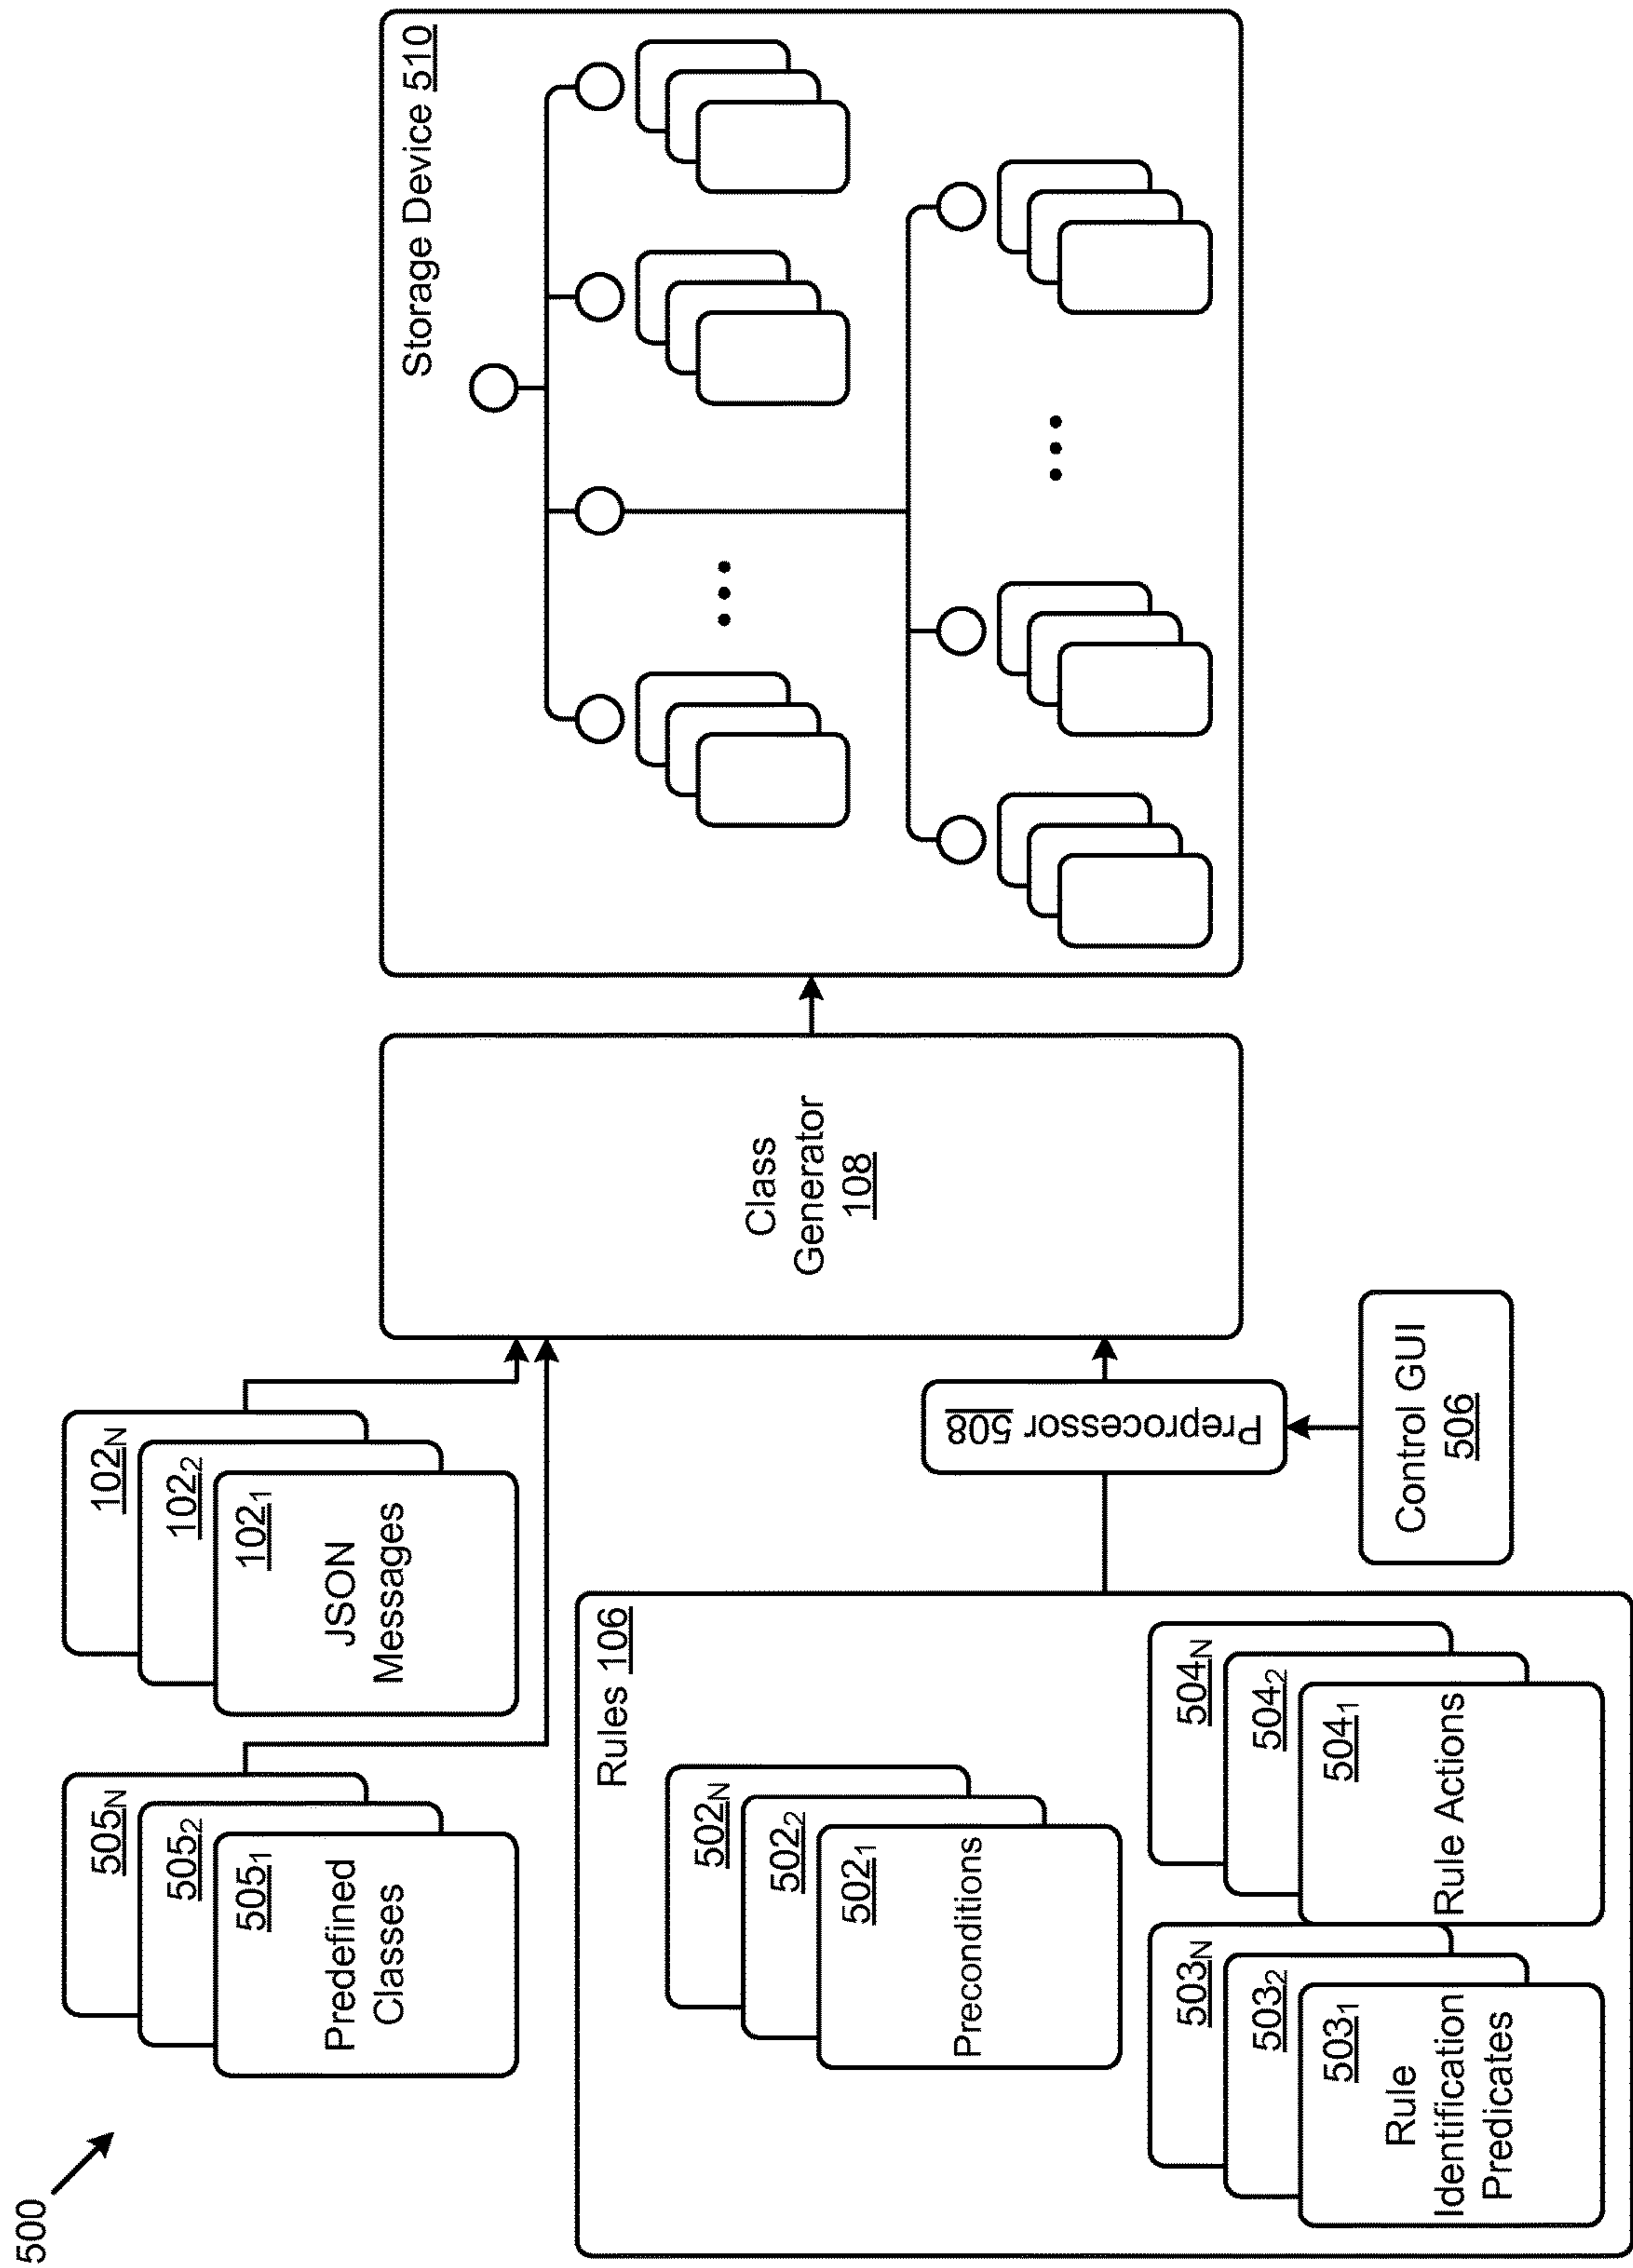 500
505N
5052
5051
Predefined
Classes
102N
1022
1021
JSON
Messages
Rules 106
502N
5022
5021
Preconditions
503N
5032
5031
Rule
Identification
Predicates
504N
5042
5041
Rule Actions
Preprocessor 508
Control GUI
506
Class
Generator
108
Storage Device 510